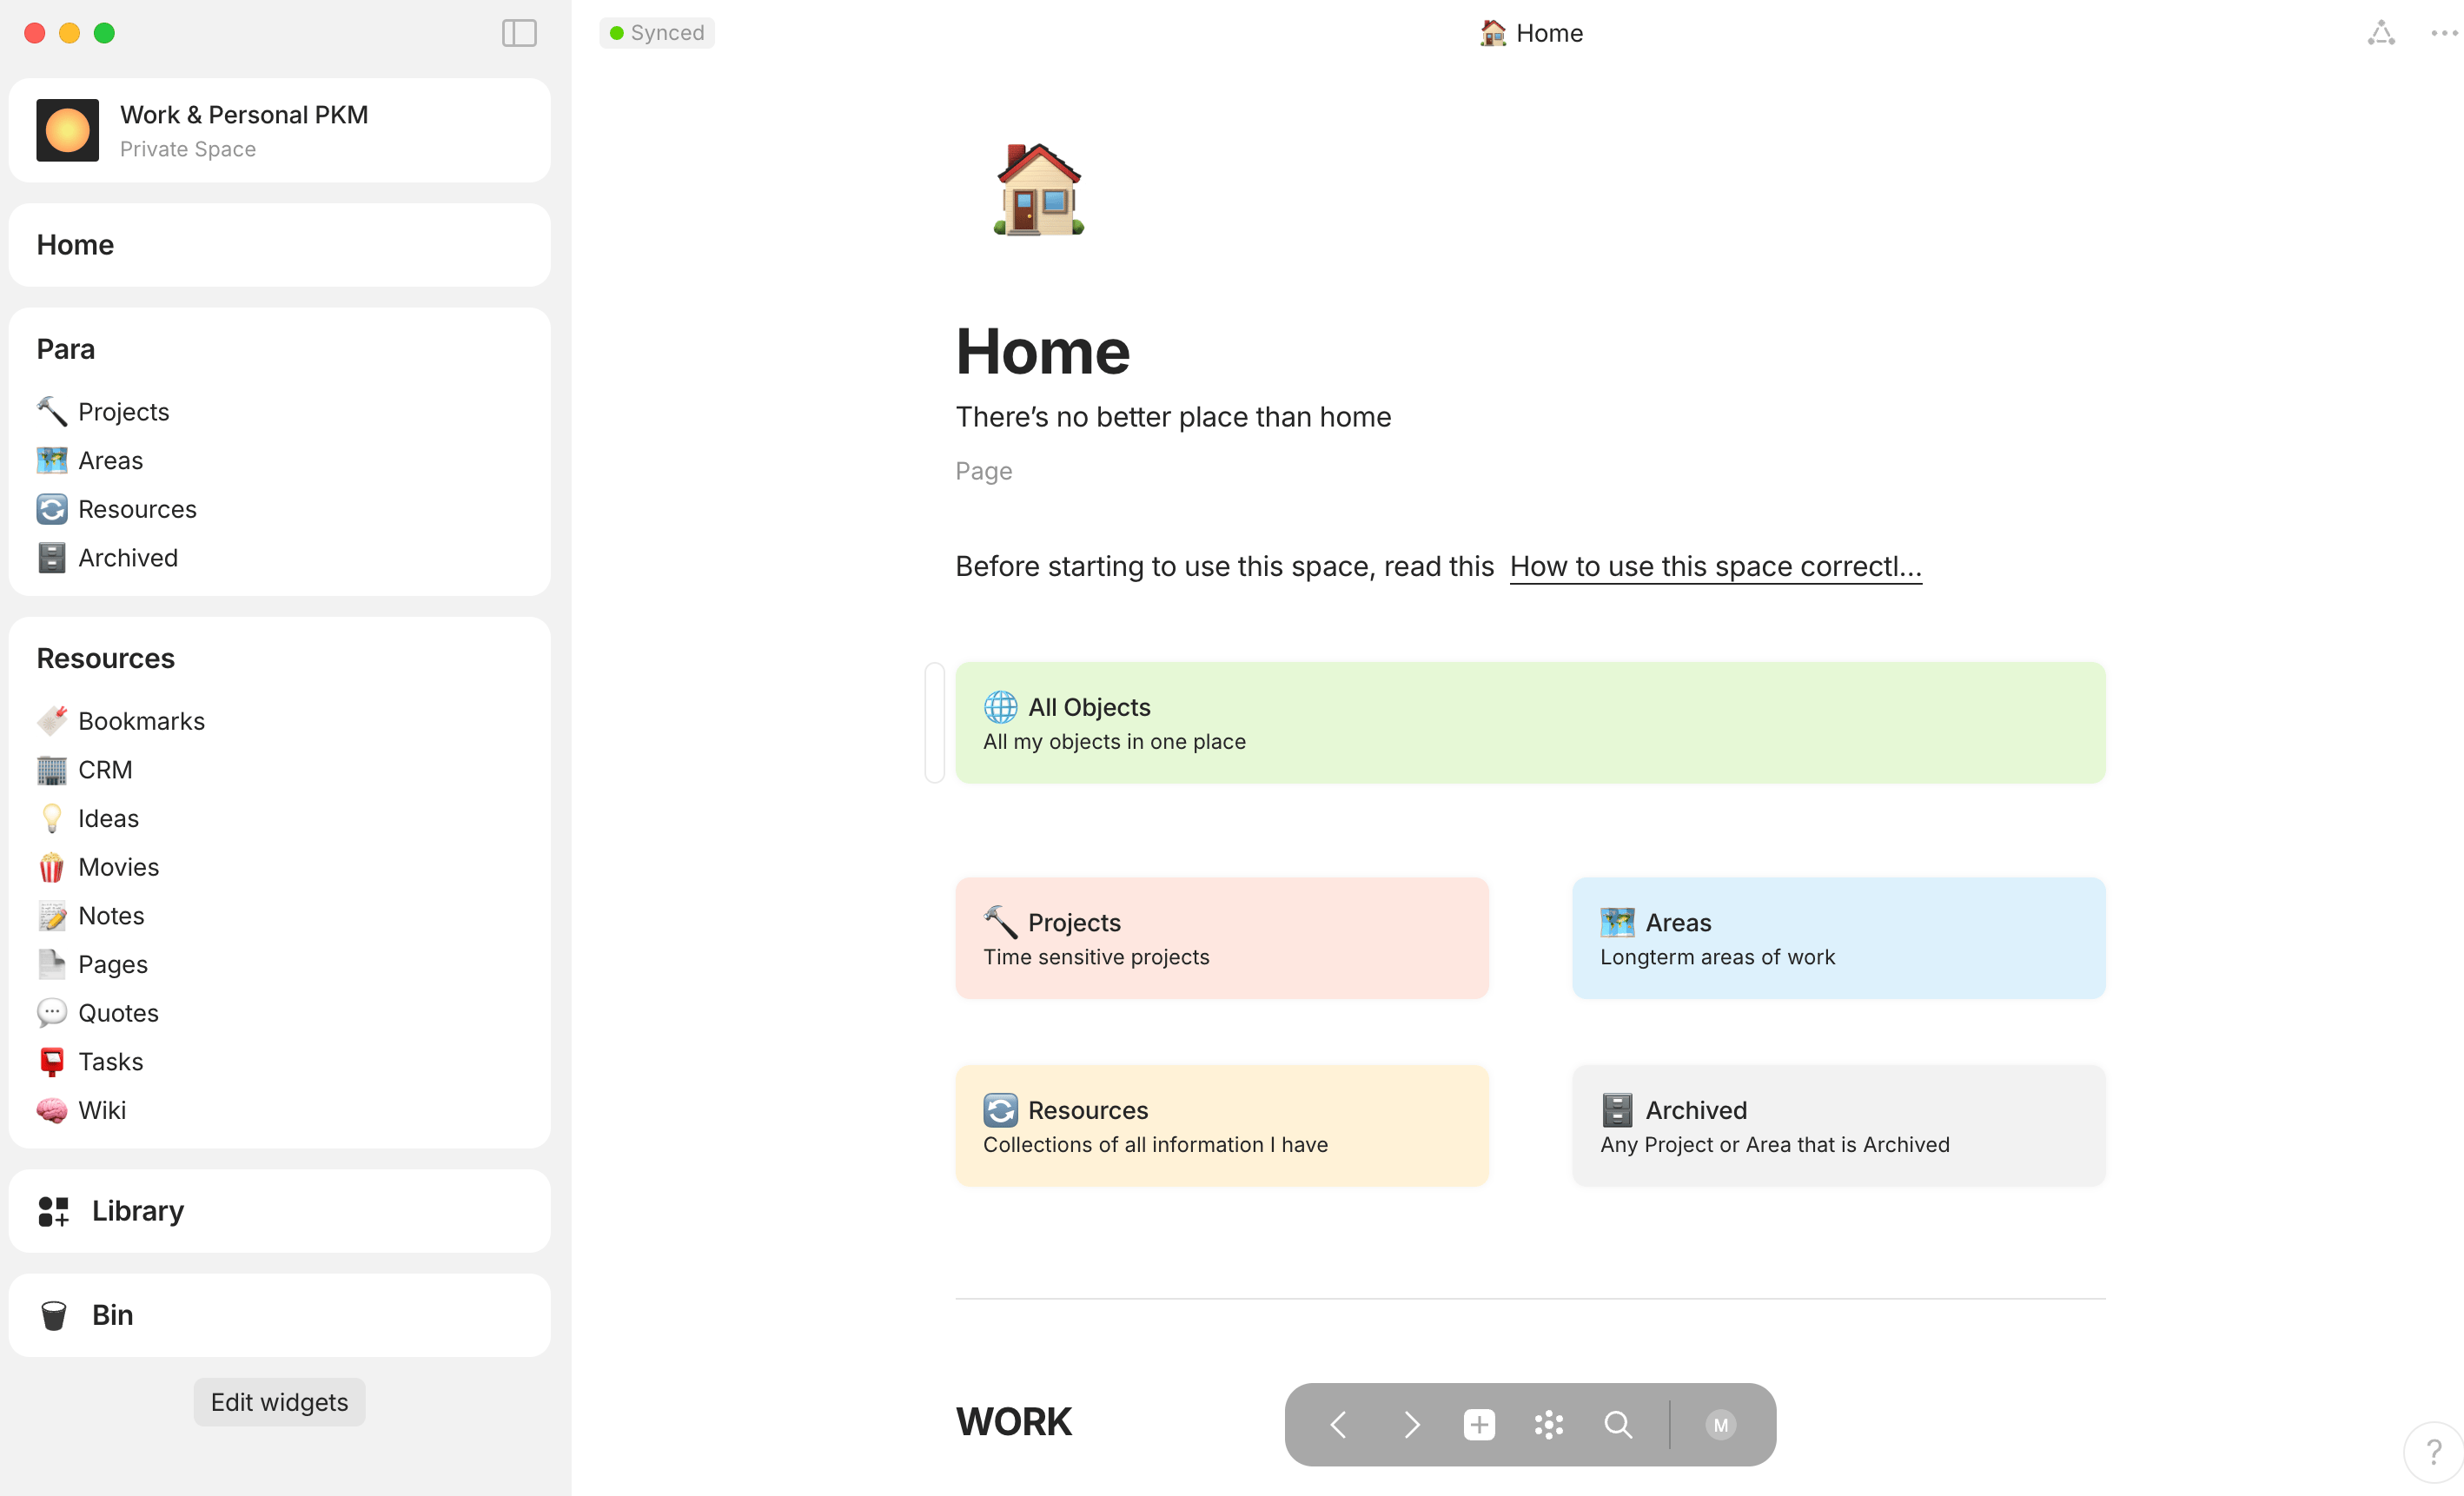 Synced
Home
Work & Personal PKM
Private Space
Home
Para
Projects
Areas
Resources
Archived
Resources
Bookmarks
CRM
Ideas
Movies
Notes
Pages
Quotes
Tasks
Wiki
Library
Bin
Edit widgets
Home
There’s no better place than home
Page
Before starting to use this space, read this How to use this space correctl...
All Objects
All my objects in one place
Projects
Time sensitive projects
Areas
Longterm areas of work
Resources
Collections of all information I have
Archived
Any Project or Area that is Archived
WORK
M
?